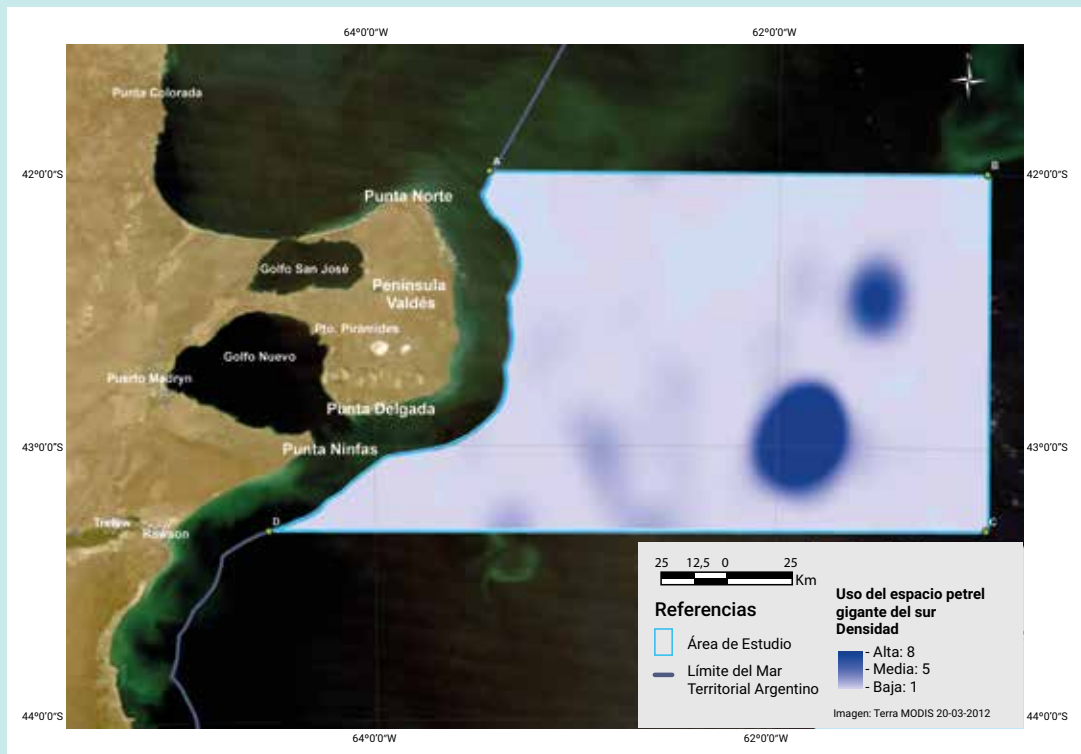 64°0'0"W
62°0'0"W
Punta Colorada
A
B
42°0'0"S
42°0'0"S
Punta Norte
Golfo San José
Península
Valdés
Pto. Pirámides
Golfo Nuevo
Puerto Madryn
Punta Delgada
Punta Ninfas
43°0'0"S
43°0'0"S
D
C
Trelew
Rawson
25 12,5 0 25
Km
Referencias
Área de Estudio
Límite del Mar
Territorial Argentino
Uso del espacio petrel
gigante del sur
Densidad
- Alta: 8
- Media: 5
- Baja: 1
Imagen: Terra MODIS 20-03-2012
44°0'0"S
44°0'0"S
64°0'0"W
62°0'0"W